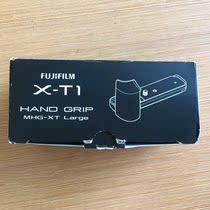 FUJIFILM
X-T1
HAND GRIP
MHG-XT Large